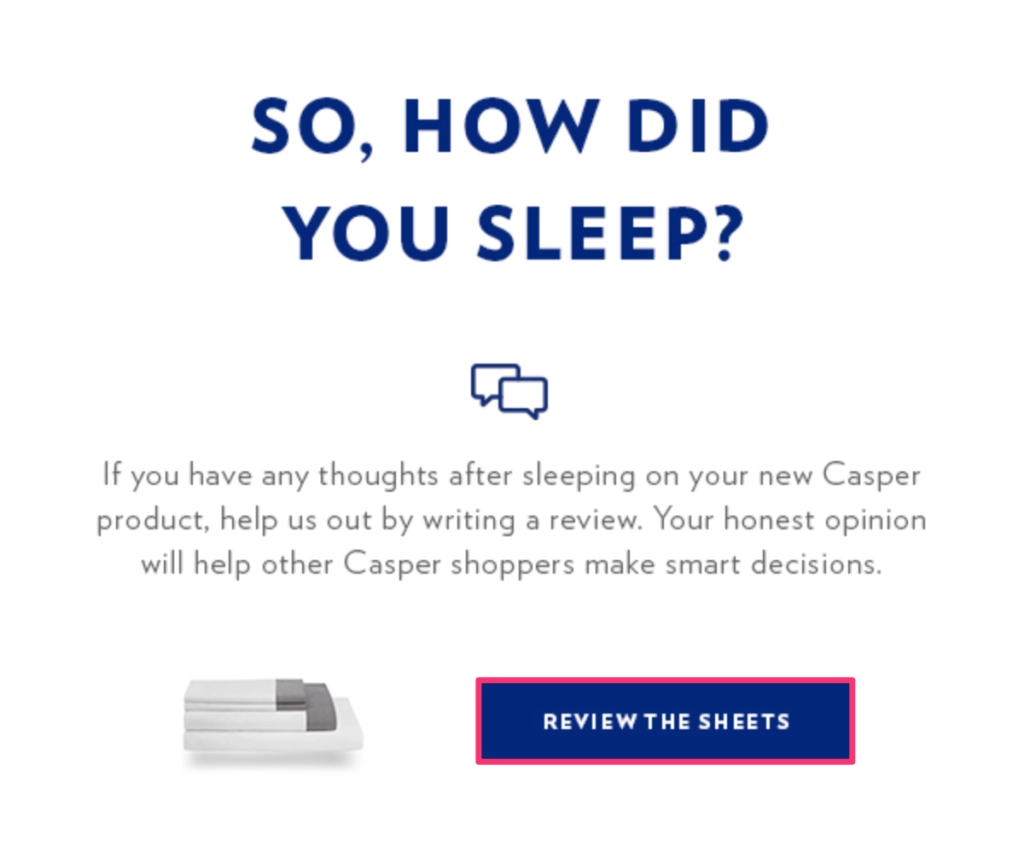 SO, HOW DID
YOU SLEEP?
If you have any thoughts after sleeping on your new Casper
product, help us out by writing a review. Your honest opinion
will help other Casper shoppers make smart decisions.
REVIEW THE SHEETS